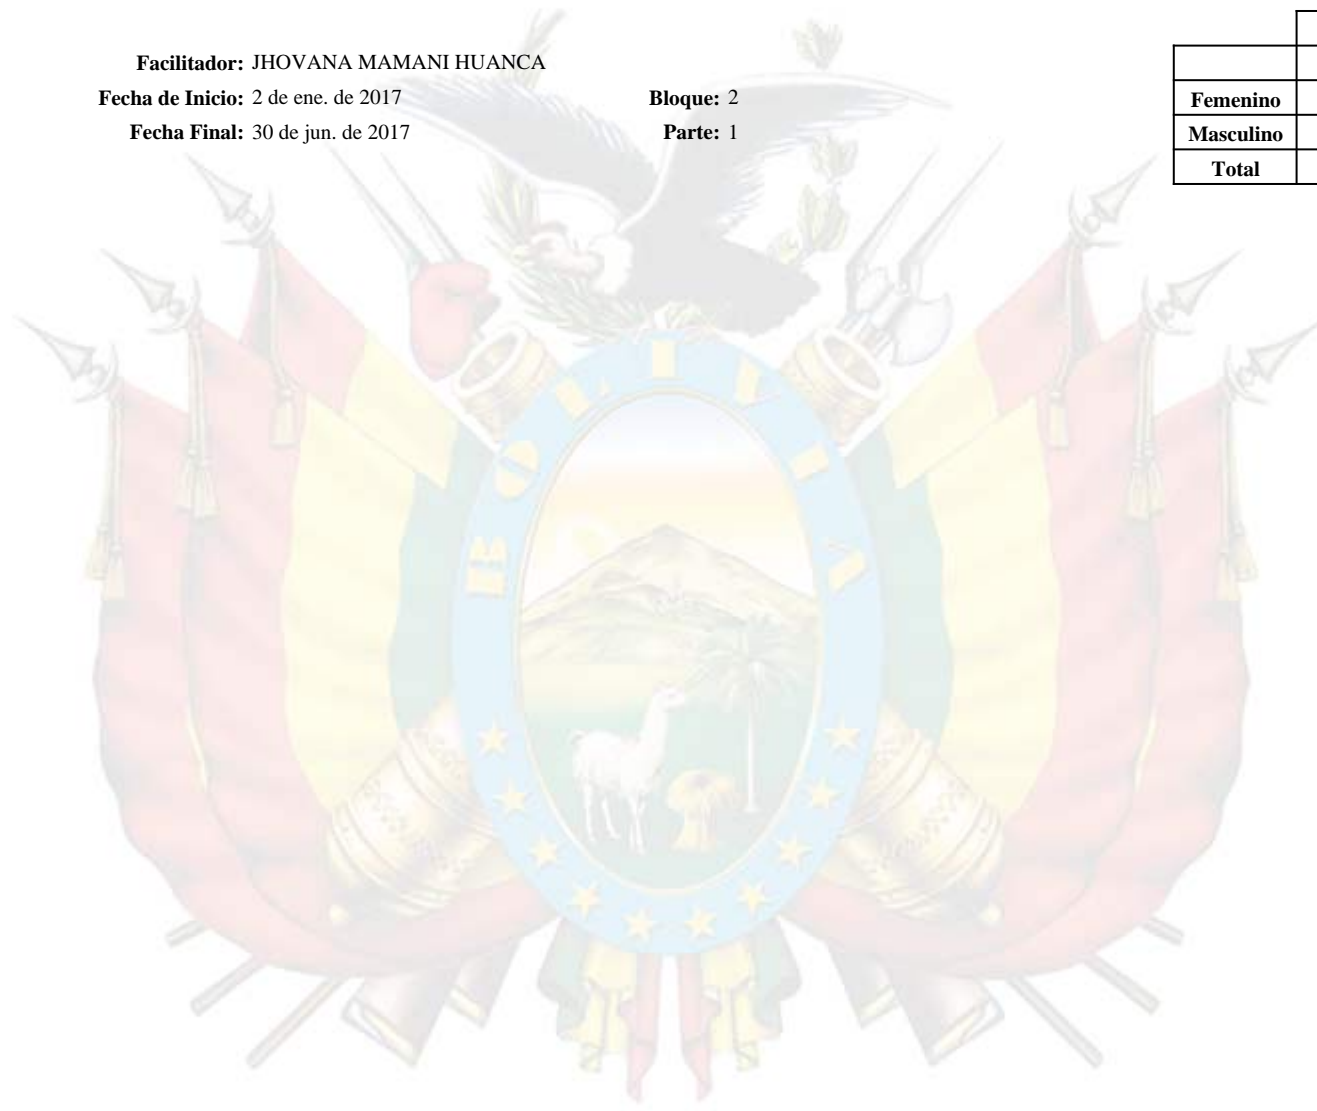 Facilitador: JHOVANA MAMANI HUANCA
Fecha de Inicio: 2 de ene. de 2017 Bloque: 2
Fecha Final: 30 de jun. de 2017 Parte: 1
Femenino
Masculino
Total
BOLIVIA